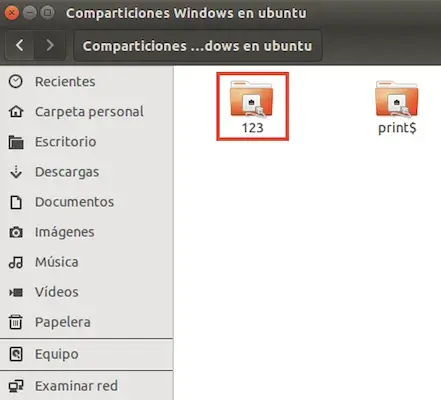 Comparticiones Windows en ubuntu
Comparticiones ...dows en ubuntu
Recientes
Carpeta personal
Escritorio
Descargas
Documentos
Imágenes
Música
Vídeos
Papelera
Equipo
Examinar red
123
print$